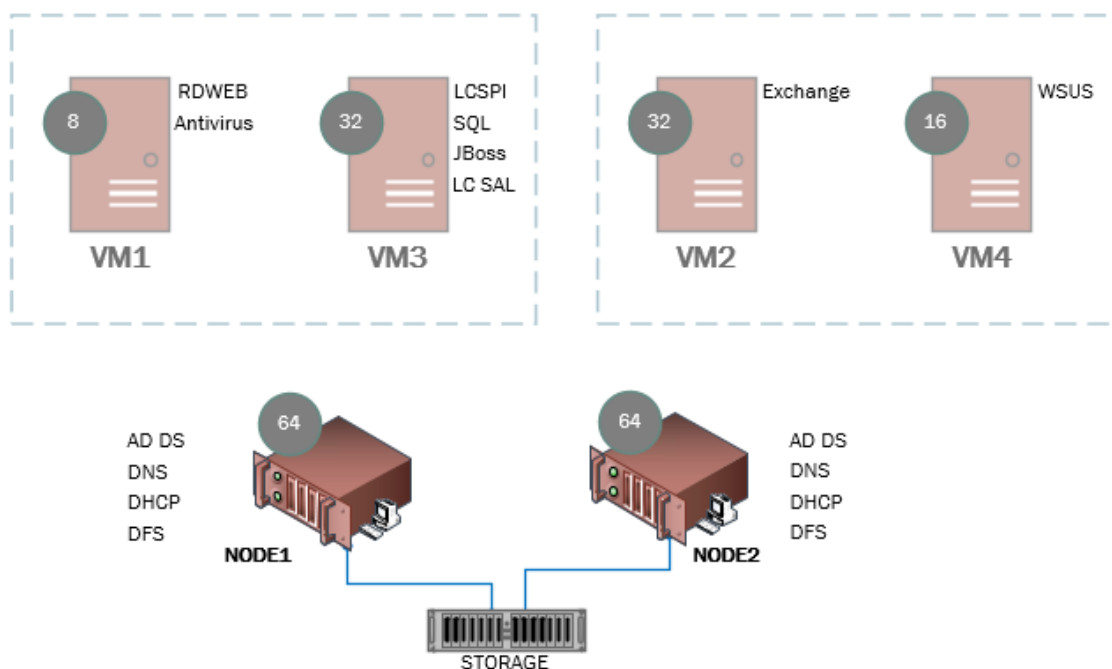 8
RDWEB
Antivirus
VM1
32
LCSPI
SQL
JBoss
LC SAL
VM3
32
Exchange
VM2
16
WSUS
VM4
64
AD DS
DNS
DHCP
DFS
NODE1
64
AD DS
DNS
DHCP
DFS
NODE2
STORAGE